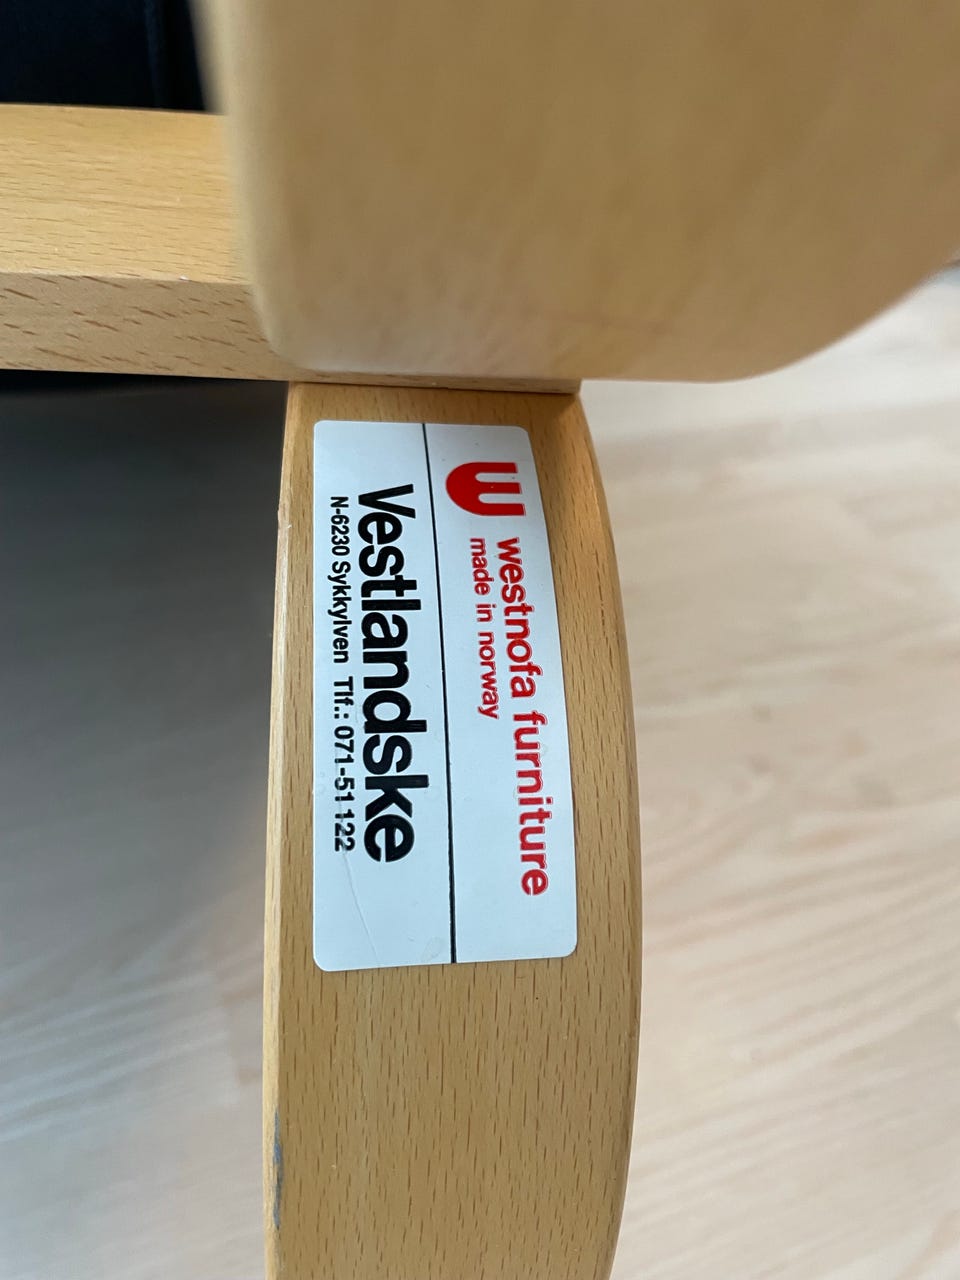 westnofa furniture
made in norway
Vestlandske
N-6230 Sykkylven Tlf.: 071-51 122